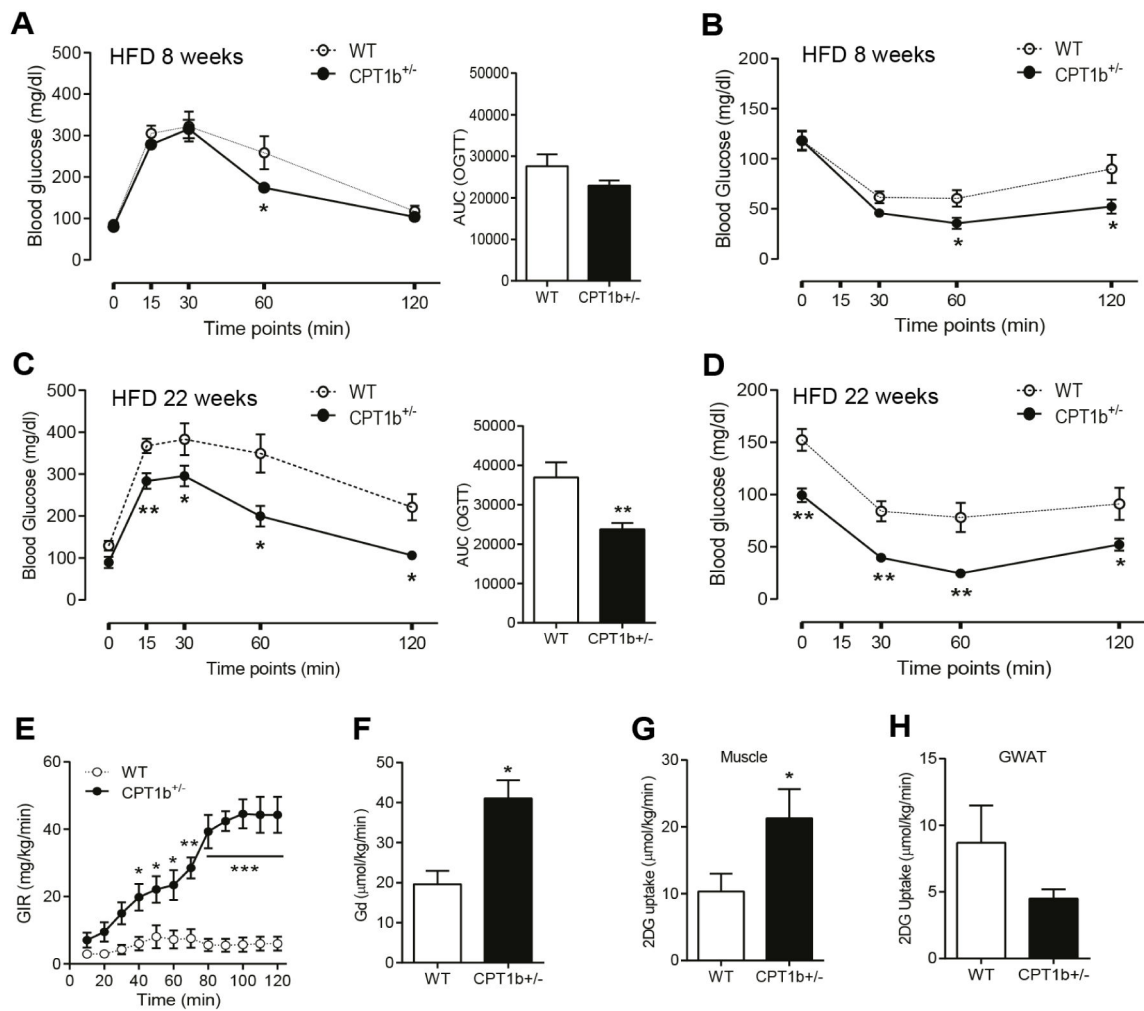 A
HFD 8 weeks
WT
CPT1b+/-
Blood glucose (mg/dl)
500
400
300
200
100
0
0 15 30 60 120
Time points (min)
*
AUC (OGTT)
50000
40000
30000
20000
10000
0
WT CPT1b+/-
B
HFD 8 weeks
WT
CPT1b+/-
Blood Glucose (mg/dl)
200
150
100
50
0
* *
0 15 30 60 120
Time points (min)
C
HFD 22 weeks
WT
CPT1b+/-
Blood Glucose (mg/dl)
500
400
300
200
100
0
** * * *
0 15 30 60 120
Time points (min)
AUC (OGTT)
50000
40000
30000
20000
10000
0
**
WT CPT1b+/-
D
HFD 22 weeks
WT
CPT1b+/-
Blood glucose (mg/dl)
200
150
100
50
0
** ** ** *
0 15 30 60 120
Time points (min)
E
WT
CPT1b+/-
GIR (mg/kg/min)
60
40
20
0
* * * **
***
0 20 40 60 80 100 120
Time (min)
F
Gd (μmol/kg/min)
50
40
30
20
10
0
*
WT CPT1b+/-
G
Muscle
2DG uptake (μmol/kg/min)
30
20
10
0
*
WT CPT1b+/-
H
GWAT
2DG Uptake (μmol/kg/min)
15
10
5
0
WT CPT1b+/-